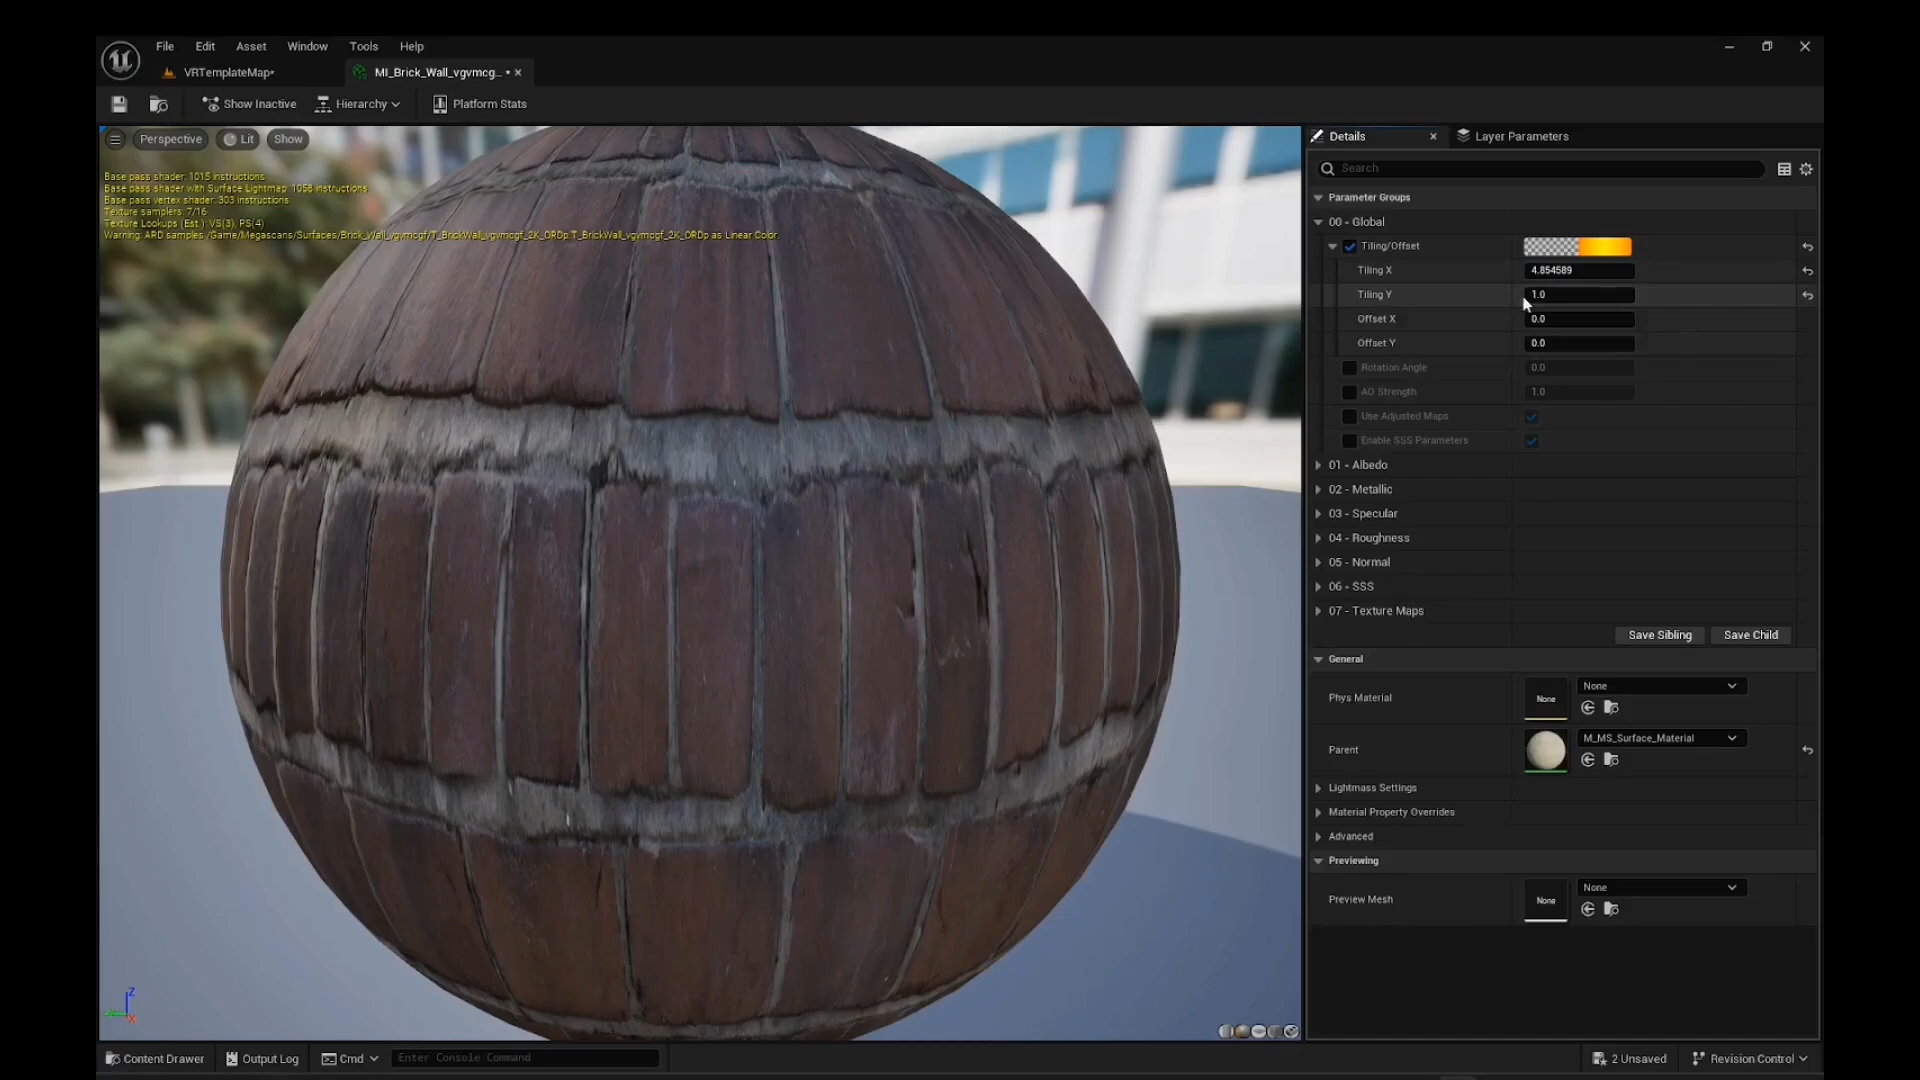 File Edit Asset Window Tools Help
VRTemplateMap* MI_Brick_Wall_vgvmcg... •
Show Inactive Hierarchy Platform Stats
Perspective Lit Show
Base pass shader: 1015 instructions
Base pass shader with Surface Lightmap: 1058 instructions
Base pass vertex shader: 303 instructions
Texture samplers: 7/16
Texture Lookups (Est.): VS(3), PS(4)
Warning: ARD samples /Game/Megascans/Surfaces/Brick_Wall_vgvmcgf/T_BrickWall_vgvmcgf_2K_ORDp.T_BrickWall_vgvmcgf_2K_ORDp as Linear Color.
Z
X
Details Layer Parameters
Search
Parameter Groups
00 - Global
Tiling/Offset
Tiling X 4.854589
Tiling Y 1.0
Offset X 0.0
Offset Y 0.0
Rotation Angle 0.0
AO Strength 1.0
Use Adjusted Maps
Enable SSS Parameters
01 - Albedo
02 - Metallic
03 - Specular
04 - Roughness
05 - Normal
06 - SSS
07 - Texture Maps
Save Sibling Save Child
General
Phys Material None None
Parent M_MS_Surface_Material
Lightmass Settings
Material Property Overrides
Advanced
Previewing
Preview Mesh None None
Content Drawer Output Log Cmd Enter Console Command 2 Unsaved Revision Control